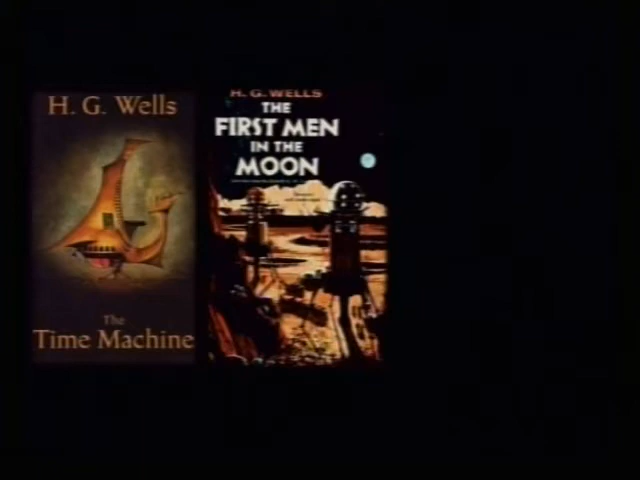 H. G. Wells
The
Time Machine
H. G. WELLS
THE
FIRST MEN
IN THE
MOON